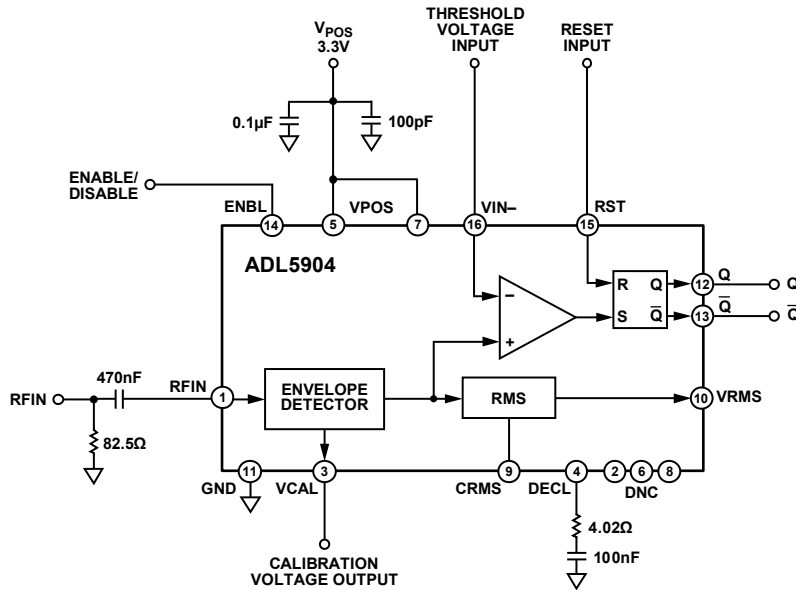 THRESHOLD
VOLTAGE
INPUT
RESET
INPUT
VPOS
3.3V
0.1µF
100pF
ENABLE/
DISABLE
ENBL
VPOS
VIN–
RST
14
5
7
16
15
ADL5904
–
+
R
Q
S
Q̅
12
Q
Q
13
Q̅
Q̅
470nF
RFIN
RFIN
1
82.5Ω
ENVELOPE
DETECTOR
RMS
10
VRMS
11
3
9
4
2
6
8
GND
VCAL
CRMS
DECL
DNC
4.02Ω
100nF
CALIBRATION
VOLTAGE OUTPUT